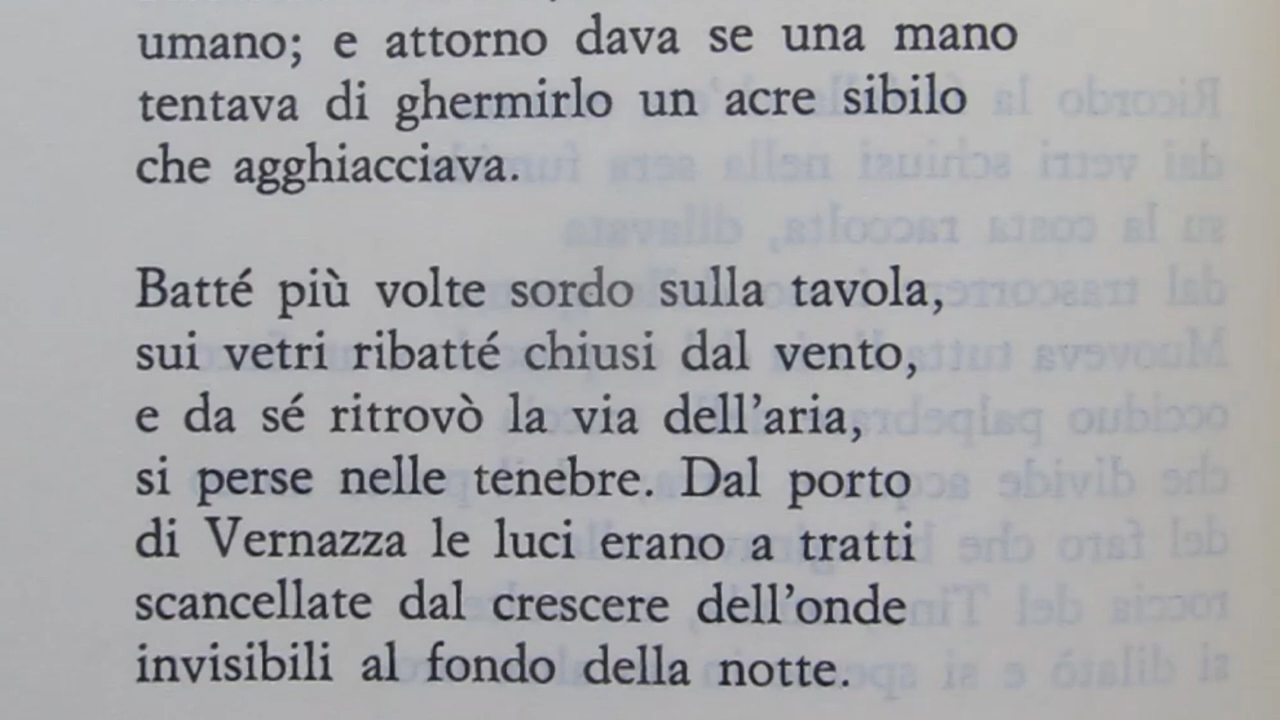 umano; e attorno dava se una mano
tentava di ghermirlo un acre sibilo
che agghiacciava.
Batté più volte sordo sulla tavola,
sui vetri ribatté chiusi dal vento,
e da sé ritrovò la via dell'aria,
si perse nelle tenebre. Dal porto
di Vernazza le luci erano a tratti
scancellate dal crescere dell'onde
invisibili al fondo della notte.